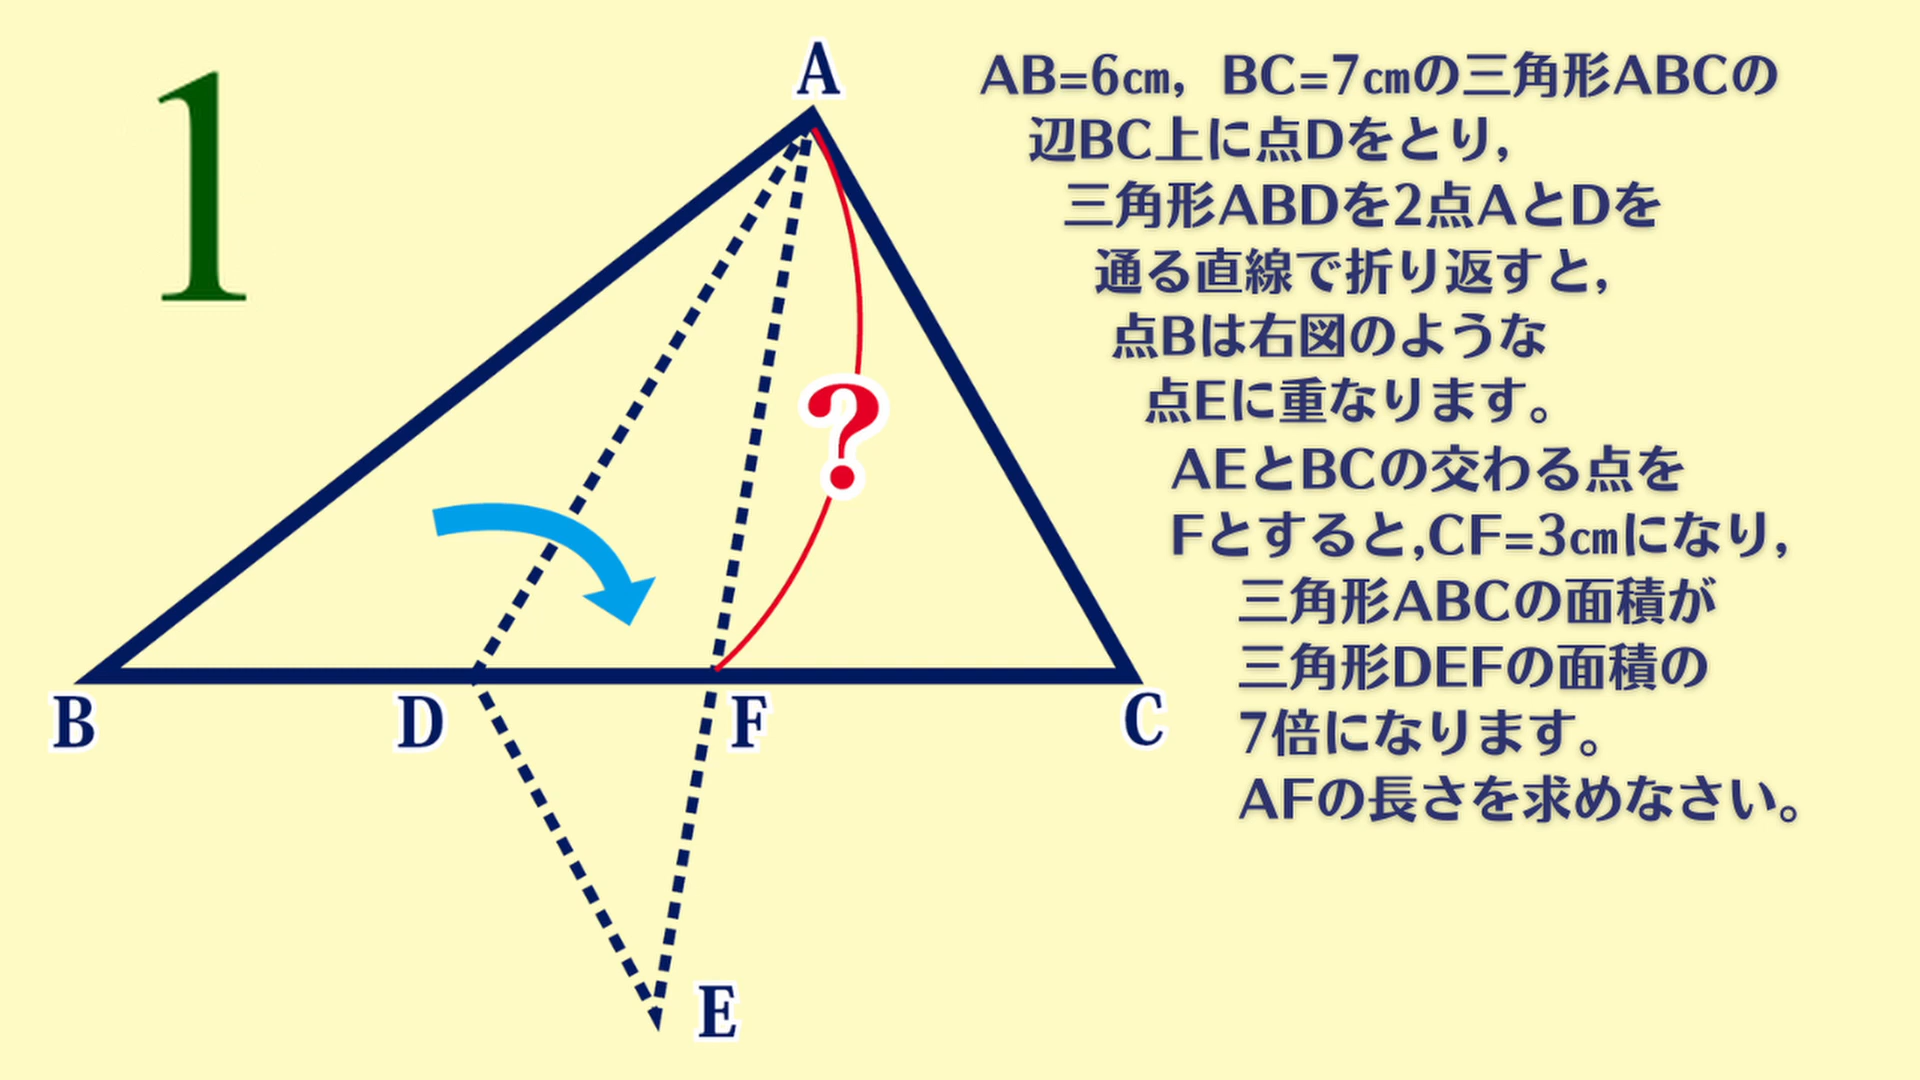 1
A
AB=6㎝，BC=7㎝の三角形ABCの
辺BC上に点Dをとり，
三角形ABDを2点AとDを
通る直線で折り返すと，
点Bは右図のような
点Eに重なります。
AEとBCの交わる点を
Fとすると,CF=3㎝になり，
三角形ABCの面積が
三角形DEFの面積の
7倍になります。
AFの長さを求めなさい。
?
B
D
F
C
E